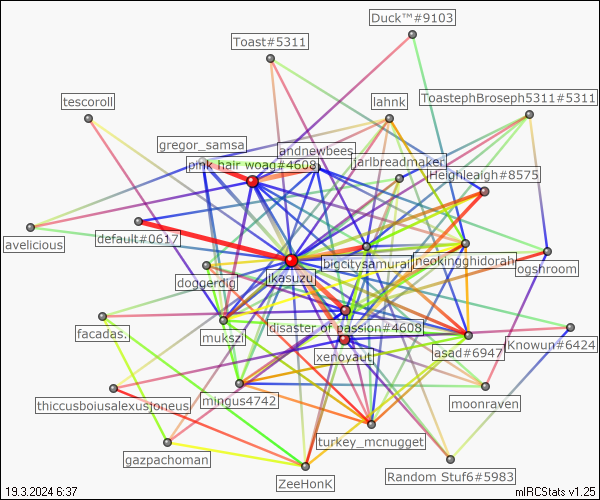 Duck™#9103
Toast#5311
tescoroll
lahnk
ToastephBroseph5311#5311
gregor_samsa
andnewbees
pink hair woag#4608
jarlbreadmaker
Heighleaigh#8575
avelicious
default#0617
doggerdig
ikasuzu
bigcitysamurai
neokingghidorah
ogshroom
facadas.
mukszi
disaster of passion#4608
xenoyaut
asad#6947
Knowun#6424
thiccusboiusalexusjoneus
mingus4742
moonraven
turkey_mcnugget
gazpachoman
ZeeHonK
Random Stuf6#5983
19.3.2024 6:37
mIRCStats v1.25